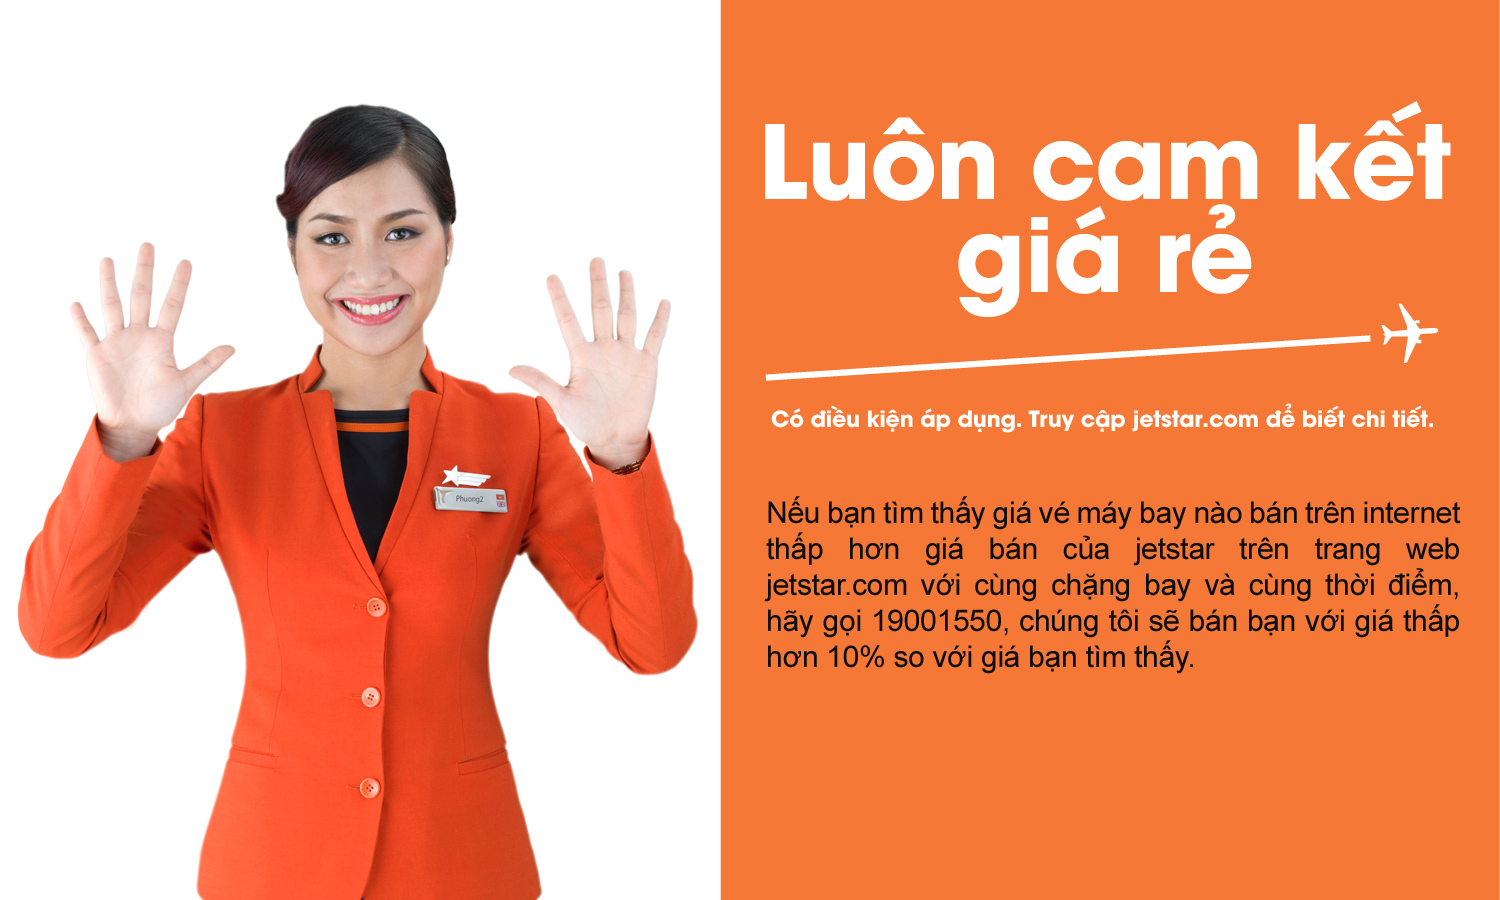 Luôn cam kết
giá rẻ
Có điều kiện áp dụng. Truy cập jetstar.com để biết chi tiết.
Phuong2
Nếu bạn tìm thấy giá vé máy bay nào bán trên internet
thấp hơn giá bán của jetstar trên trang web
jetstar.com với cùng chặng bay và cùng thời điểm,
hãy gọi 19001550, chúng tôi sẽ bán bạn với giá thấp
hơn 10% so với giá bạn tìm thấy.